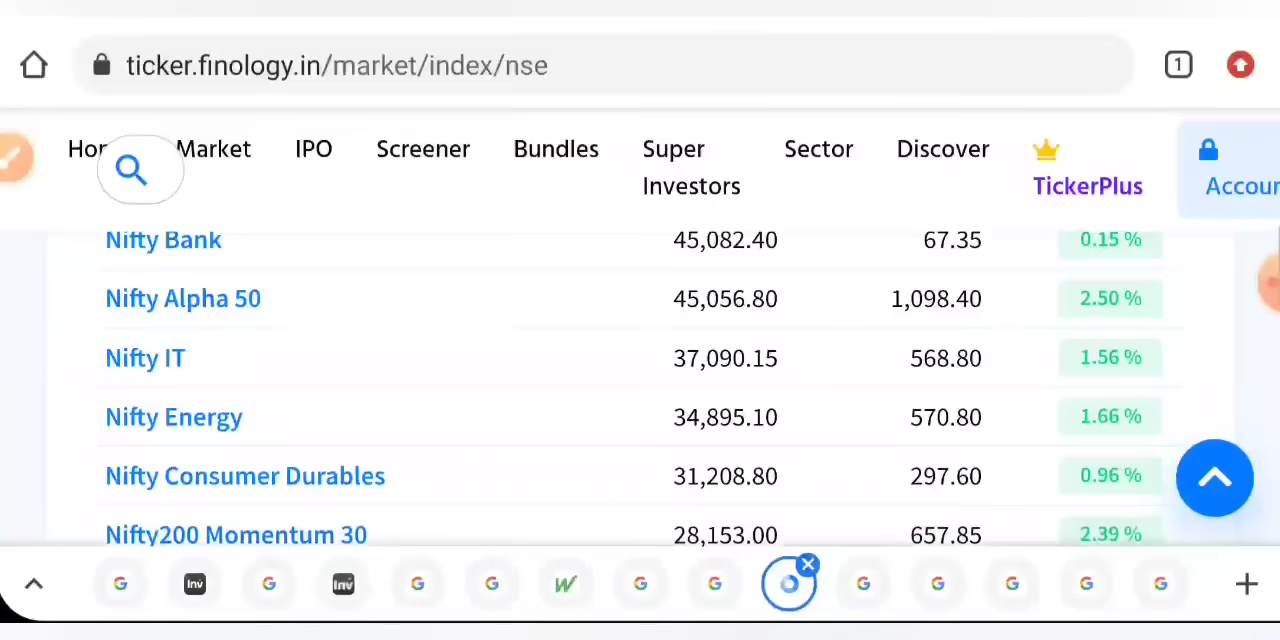 ticker.finology.in/market/index/nse
1
Hor Market IPO Screener Bundles Super Investors Sector Discover TickerPlus Accour
Nifty Bank 45,082.40 67.35 0.15 %
Nifty Alpha 50 45,056.80 1,098.40 2.50 %
Nifty IT 37,090.15 568.80 1.56 %
Nifty Energy 34,895.10 570.80 1.66 %
Nifty Consumer Durables 31,208.80 297.60 0.96 %
Nifty200 Momentum 30 28,153.00 657.85 2.39 %
G Inv G Inv G G W G G G G G G G